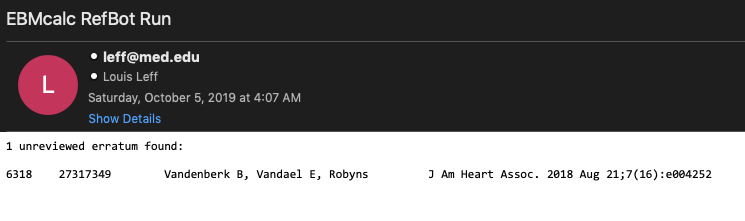 EBMcalc RefBot Run
L
leff@med.edu
Louis Leff
Saturday, October 5, 2019 at 4:07 AM
Show Details
1 unreviewed erratum found:
6318 27317349 Vandenberk B, Vandael E, Robyns J Am Heart Assoc. 2018 Aug 21;7(16):e004252